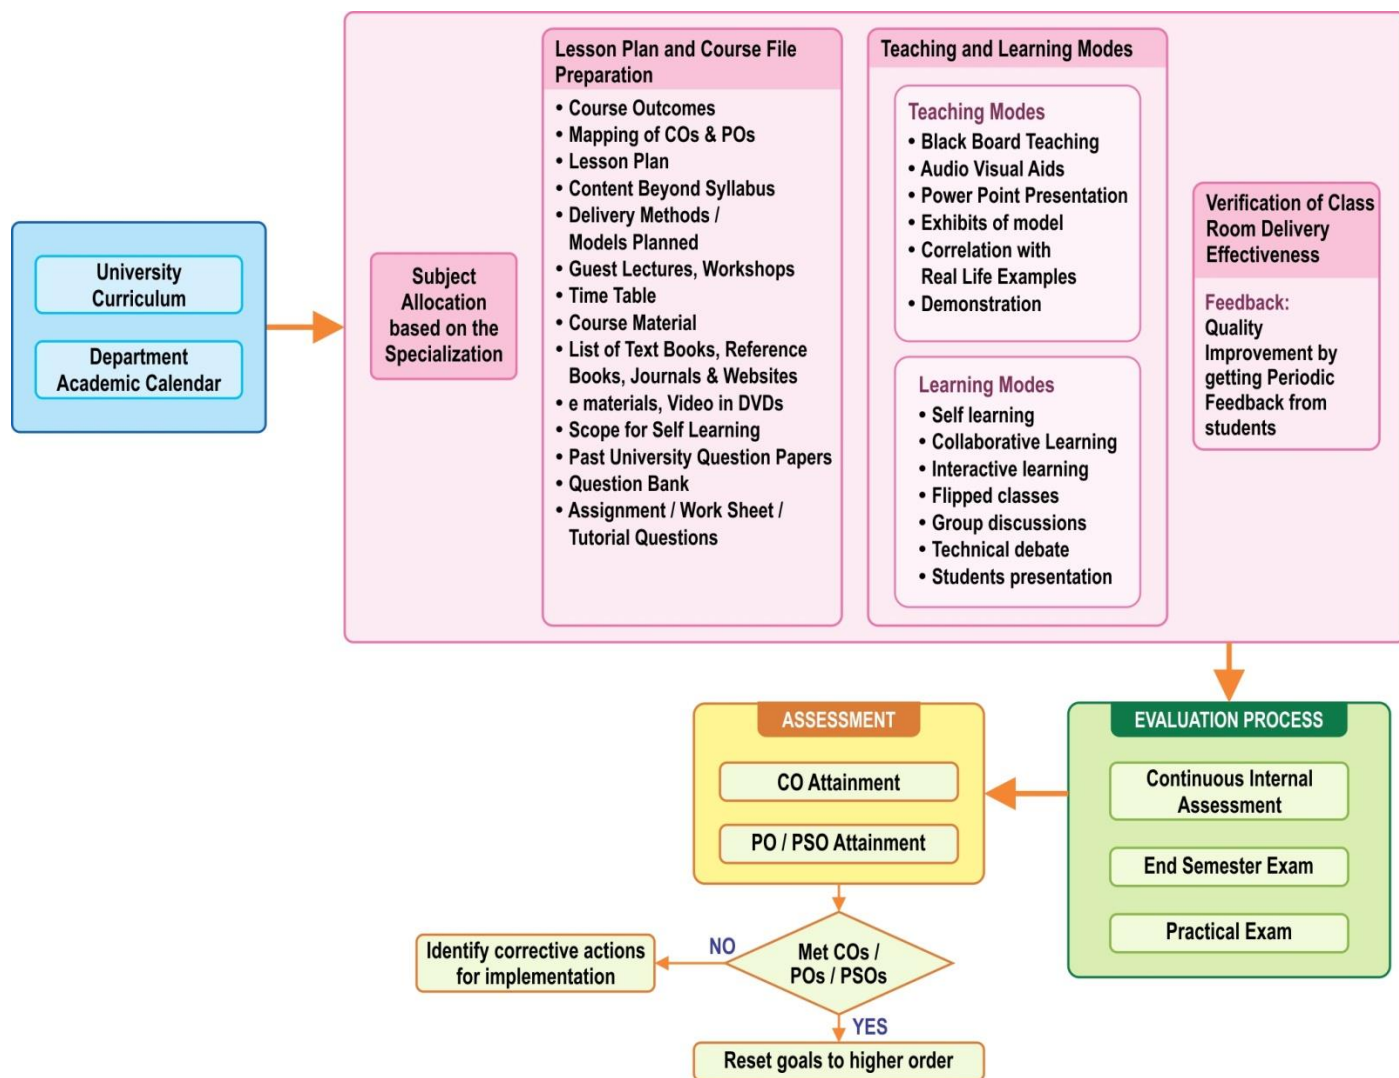 University
Curriculum
Department
Academic Calendar
Subject
Allocation
based on the
Specialization
Lesson Plan and Course File
Preparation
• Course Outcomes
• Mapping of COs & POs
• Lesson Plan
• Content Beyond Syllabus
• Delivery Methods /
Models Planned
• Guest Lectures, Workshops
• Time Table
• Course Material
• List of Text Books, Reference
Books, Journals & Websites
• e materials, Video in DVDs
• Scope for Self Learning
• Past University Question Papers
• Question Bank
• Assignment / Work Sheet /
Tutorial Questions
Teaching and Learning Modes
Teaching Modes
• Black Board Teaching
• Audio Visual Aids
• Power Point Presentation
• Exhibits of model
• Correlation with
Real Life Examples
• Demonstration
Learning Modes
• Self learning
• Collaborative Learning
• Interactive learning
• Flipped classes
• Group discussions
• Technical debate
• Students presentation
Verification of Class
Room Delivery
Effectiveness
Feedback:
Quality
Improvement by
getting Periodic
Feedback from
students
EVALUATION PROCESS
Continuous Internal
Assessment
End Semester Exam
Practical Exam
ASSESSMENT
CO Attainment
PO / PSO Attainment
Met COs /
POs / PSOs
NO
Identify corrective actions
for implementation
YES
Reset goals to higher order